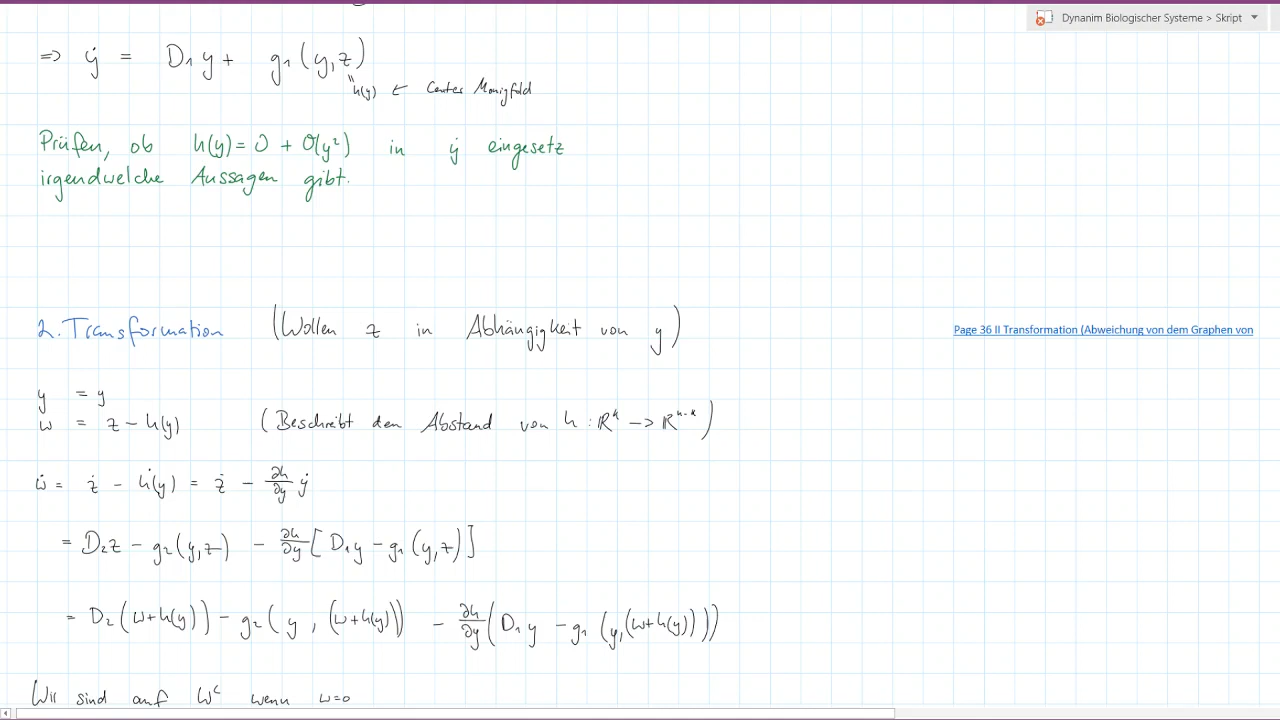 Dynanim Biologischer Systeme > Skript
⇒ ẏ = D₁y + g₁(y,z)
h(y) ← Center Manigfold
Prüfen, ob h(y) = 0 + O(y²) in ẏ eingesetz
irgendwelche Aussagen gibt.
2. Transformation (Wollen z in Abhängigkeit von y)
Page 36 II Transformation (Abweichung von dem Graphen von
y = y
w = z − h(y) (Beschreibt den Abstand von h : ℝᵏ → ℝⁿ⁻ᵏ)
ẇ = ż − ḣ(y) = ż − ∂h/∂y ẏ
= D₂z − g₂(y,z) − ∂h/∂y [D₁y − g₁(y,z)]
= D₂(w+h(y)) − g₂(y, (w+h(y))) − ∂h/∂y (D₁y − g₁(y,(w+h(y))))
Wir sind auf Wᶜ wenn w=0